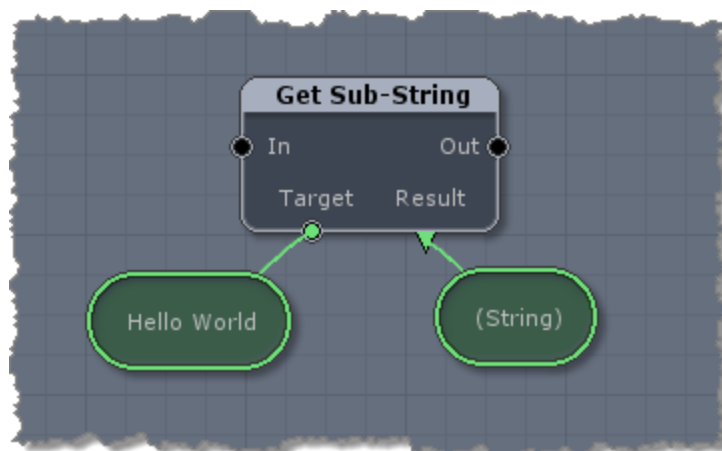 Get Sub-String
In Out
Target Result
Hello World (String)